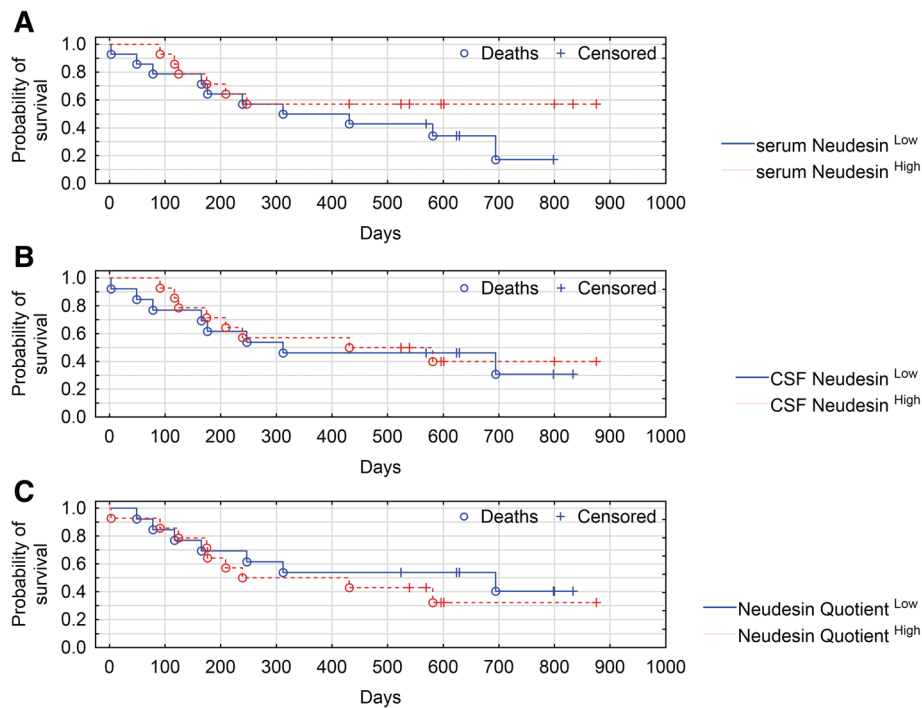 A
Probability of
survival
1.0
0.8
0.6
0.4
0.2
0.0
Deaths
Censored
0 100 200 300 400 500 600 700 800 900 1000
Days
serum Neudesin Low
serum Neudesin High
B
Probability of
survival
1.0
0.8
0.6
0.4
0.2
0.0
Deaths
Censored
0 100 200 300 400 500 600 700 800 900 1000
Days
CSF Neudesin Low
CSF Neudesin High
C
Probability of
survival
1.0
0.8
0.6
0.4
0.2
0.0
Deaths
Censored
0 100 200 300 400 500 600 700 800 900 1000
Days
Neudesin Quotient Low
Neudesin Quotient High